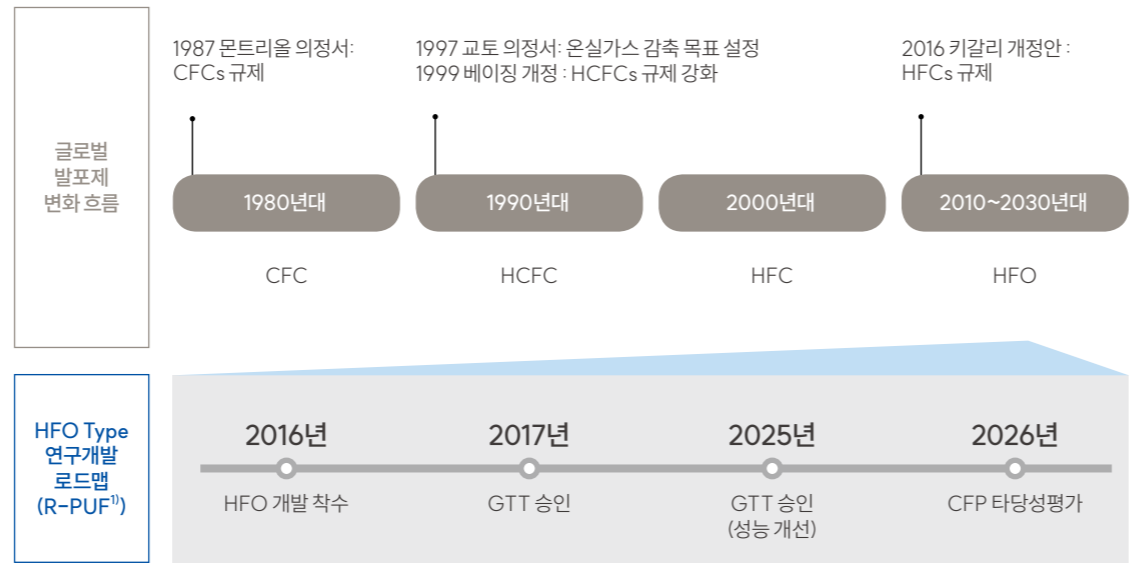 글로벌
발포제
변화 흐름
1987 몬트리올 의정서:
CFCs 규제
1997 교토 의정서: 온실가스 감축 목표 설정
1999 베이징 개정 : HCFCs 규제 강화
2016 키갈리 개정안 :
HFCs 규제
1980년대
1990년대
2000년대
2010~2030년대
CFC
HCFC
HFC
HFO
HFO Type
연구개발
로드맵
(R-PUF¹⁾)
2016년
2017년
2025년
2026년
HFO 개발 착수
GTT 승인
GTT 승인
(성능 개선)
CFP 타당성평가